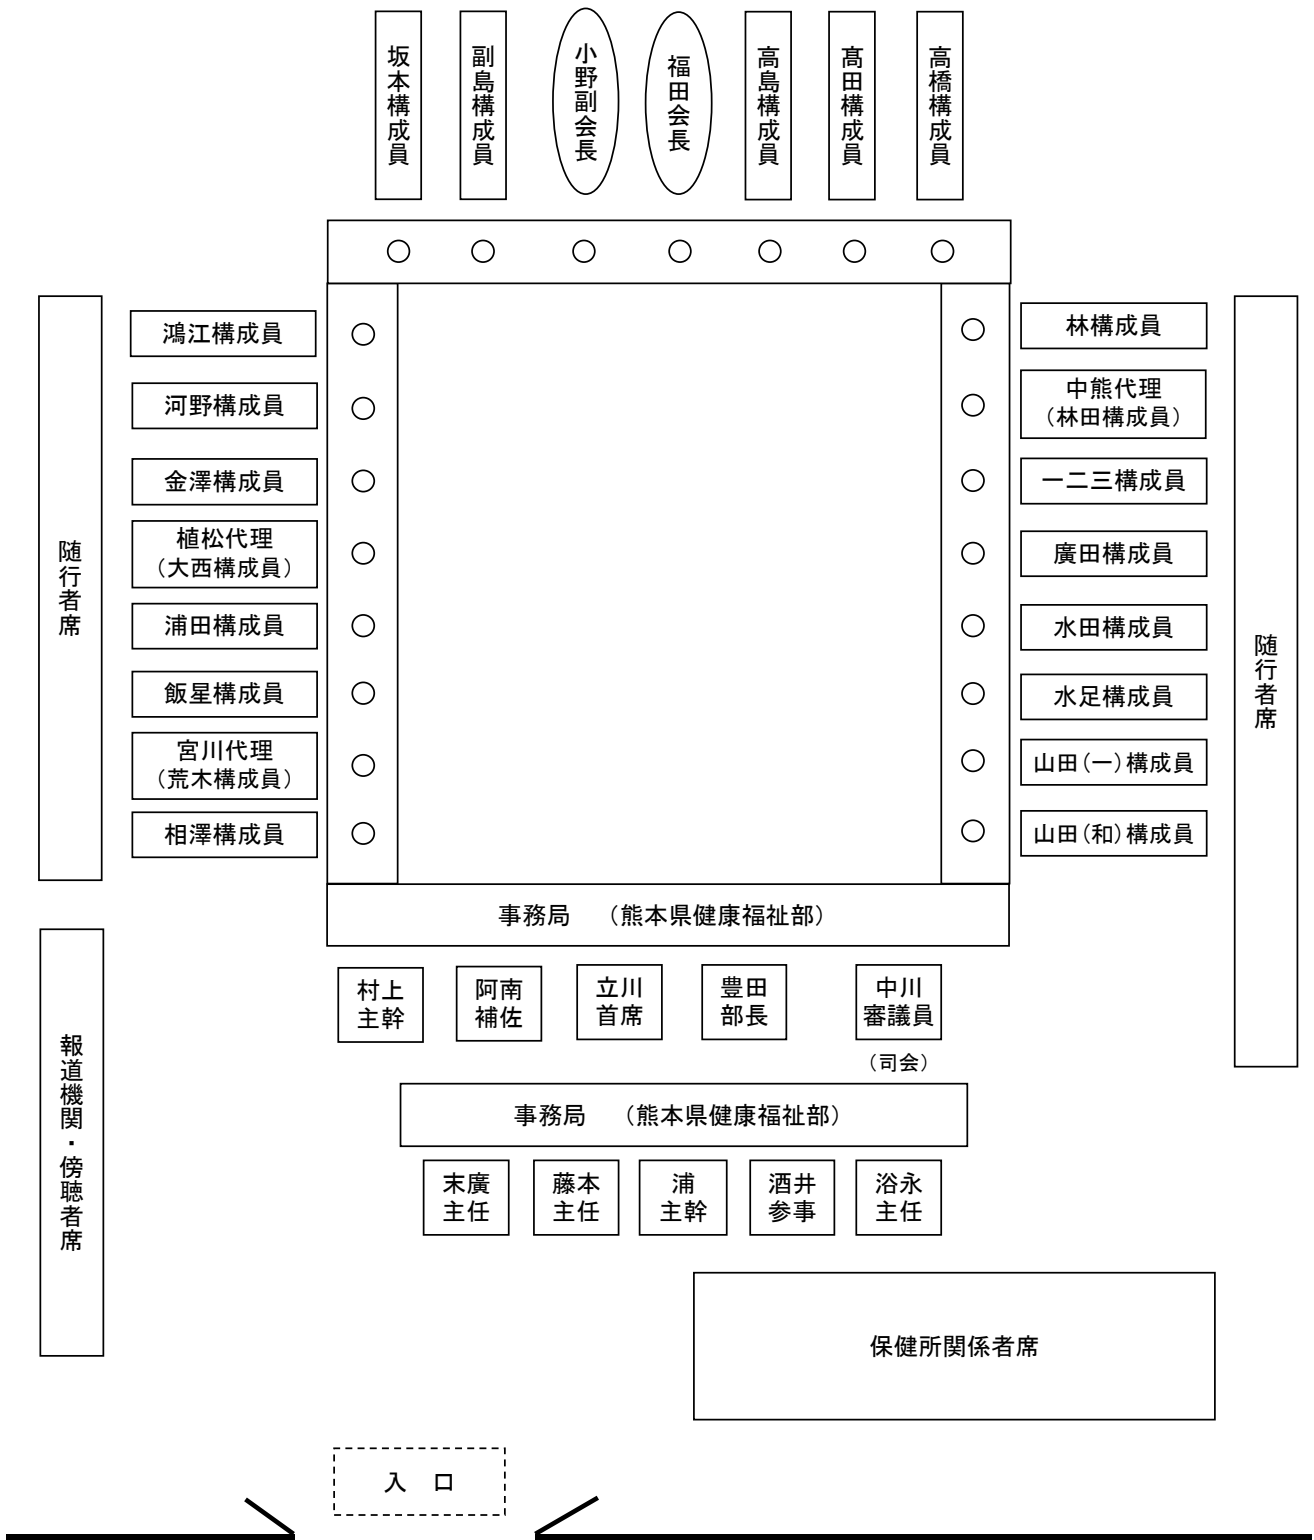 坂本構成員
副島構成員
小野副会長
福田会長
高島構成員
髙田構成員
高橋構成員
鴻江構成員
河野構成員
金澤構成員
植松代理
（大西構成員）
浦田構成員
飯星構成員
宮川代理
（荒木構成員）
相澤構成員
随行者席
林構成員
中熊代理
（林田構成員）
一二三構成員
廣田構成員
水田構成員
水足構成員
山田（一）構成員
山田（和）構成員
随行者席
事務局　（熊本県健康福祉部）
村上
主幹
阿南
補佐
立川
首席
豊田
部長
中川
審議員
（司会）
報道機関・傍聴者席
事務局　（熊本県健康福祉部）
末廣
主任
藤本
主任
浦
主幹
酒井
参事
浴永
主任
保健所関係者席
入　口